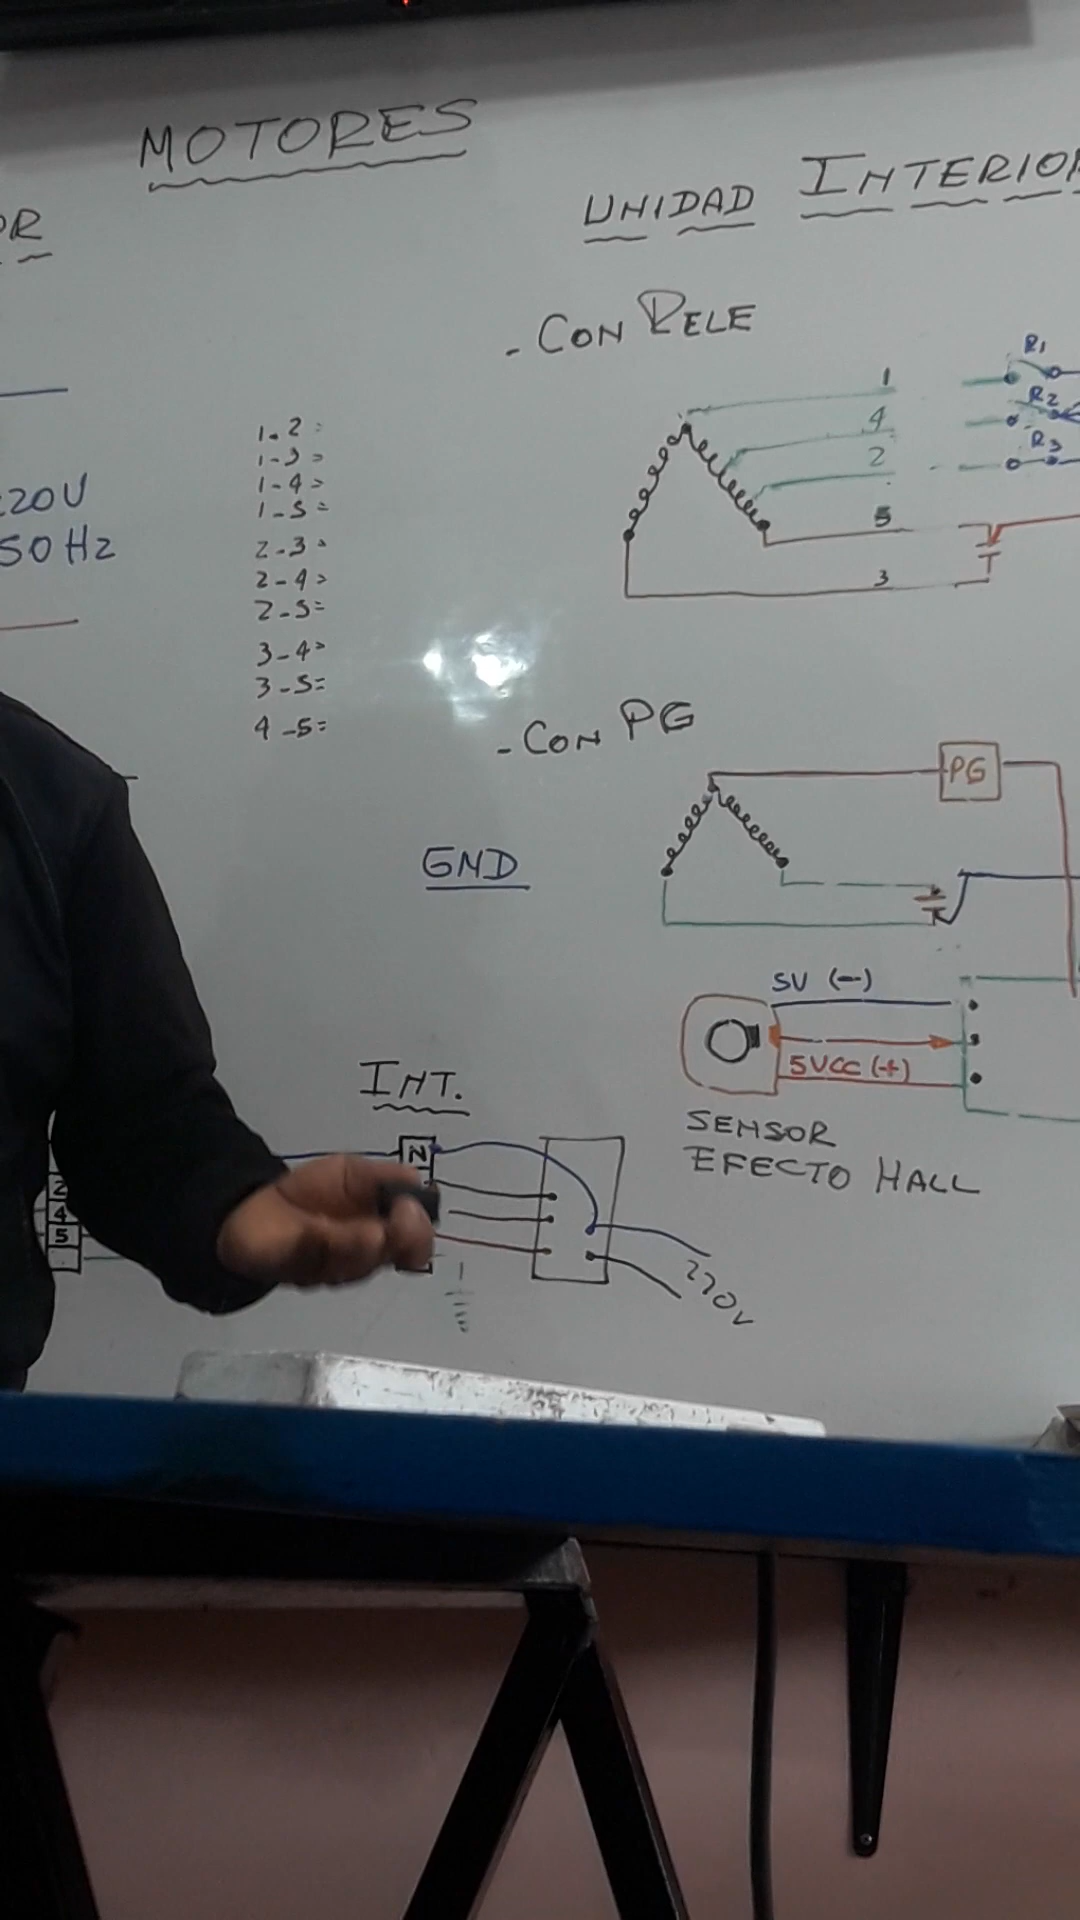 MOTORES
OR
UNIDAD INTERIOR
- CON RELE
220V
50 Hz
1-2=
1-3=
1-4=
1-5=
2-3=
2-4=
2-5=
3-4=
3-5=
4-5=
1
4
2
5
3
R1
R2
R3
- CON PG
PG
GND
5V (-)
5VCC (+)
SENSOR
EFECTO HALL
INT.
N
2
4
5
220V